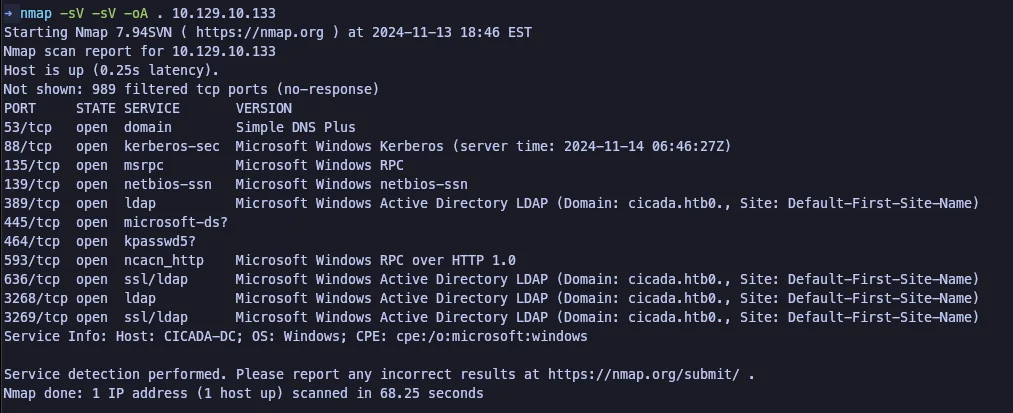 → nmap -sV -sV -oA . 10.129.10.133
Starting Nmap 7.94SVN ( https://nmap.org ) at 2024-11-13 18:46 EST
Nmap scan report for 10.129.10.133
Host is up (0.25s latency).
Not shown: 989 filtered tcp ports (no-response)
PORT     STATE SERVICE       VERSION
53/tcp   open  domain        Simple DNS Plus
88/tcp   open  kerberos-sec  Microsoft Windows Kerberos (server time: 2024-11-14 06:46:27Z)
135/tcp  open  msrpc         Microsoft Windows RPC
139/tcp  open  netbios-ssn   Microsoft Windows netbios-ssn
389/tcp  open  ldap          Microsoft Windows Active Directory LDAP (Domain: cicada.htb0., Site: Default-First-Site-Name)
445/tcp  open  microsoft-ds?
464/tcp  open  kpasswd5?
593/tcp  open  ncacn_http    Microsoft Windows RPC over HTTP 1.0
636/tcp  open  ssl/ldap      Microsoft Windows Active Directory LDAP (Domain: cicada.htb0., Site: Default-First-Site-Name)
3268/tcp open  ldap          Microsoft Windows Active Directory LDAP (Domain: cicada.htb0., Site: Default-First-Site-Name)
3269/tcp open  ssl/ldap      Microsoft Windows Active Directory LDAP (Domain: cicada.htb0., Site: Default-First-Site-Name)
Service Info: Host: CICADA-DC; OS: Windows; CPE: cpe:/o:microsoft:windows
Service detection performed. Please report any incorrect results at https://nmap.org/submit/ .
Nmap done: 1 IP address (1 host up) scanned in 68.25 seconds